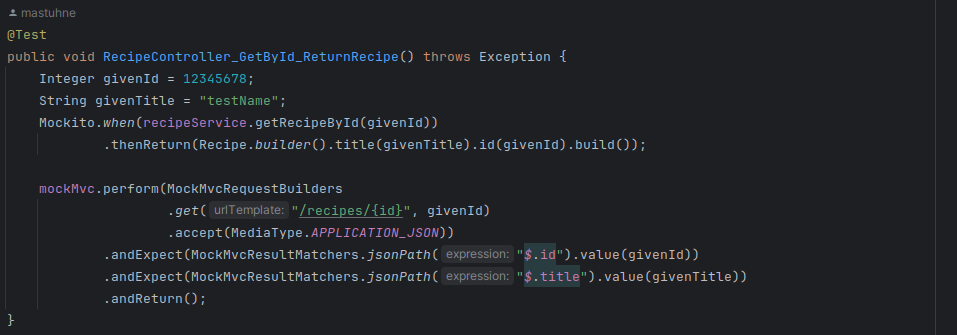 mastuhne
@Test
public void RecipeController_GetById_ReturnRecipe() throws Exception {
Integer givenId = 12345678;
String givenTitle = "testName";
Mockito.when(recipeService.getRecipeById(givenId))
.thenReturn(Recipe.builder().title(givenTitle).id(givenId).build());
mockMvc.perform(MockMvcRequestBuilders
.get( urlTemplate: "/recipes/{id}", givenId)
.accept(MediaType.APPLICATION_JSON))
.andExpect(MockMvcResultMatchers.jsonPath( expression: "$.id").value(givenId))
.andExpect(MockMvcResultMatchers.jsonPath( expression: "$.title").value(givenTitle))
.andReturn();
}